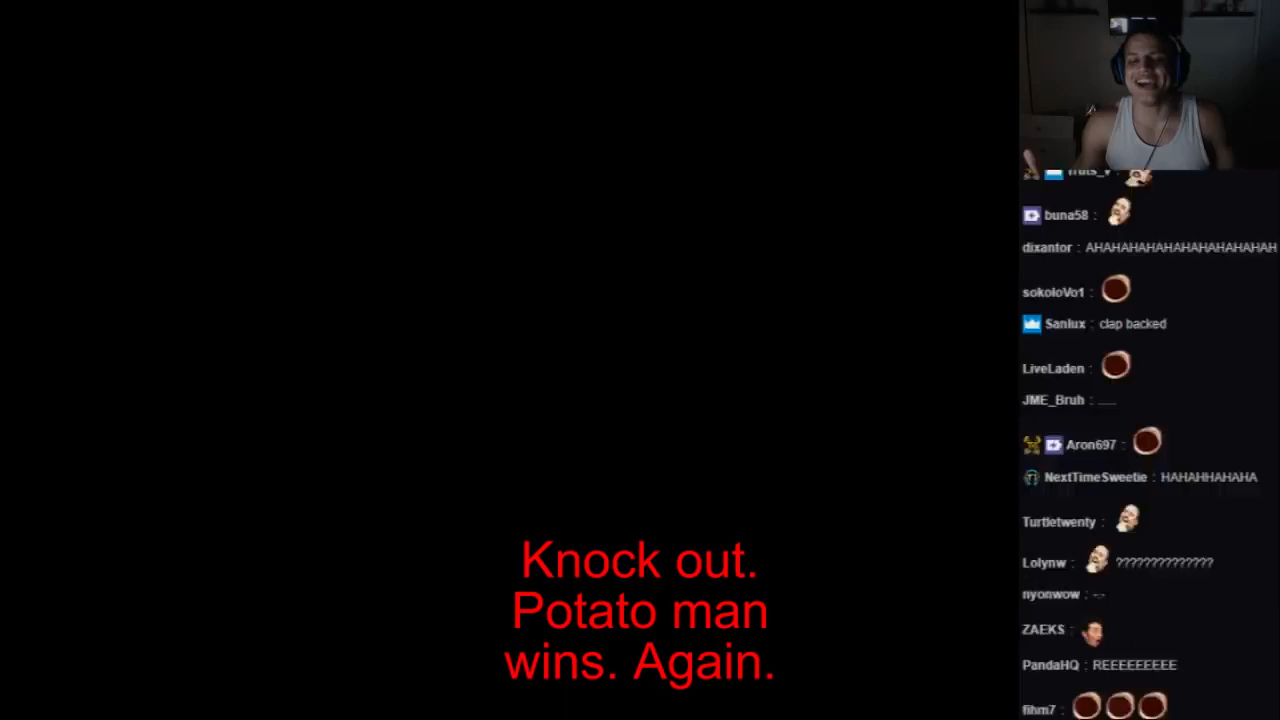 buna58 :
dixantor : AHAHAHAHAHAHAHAHAHAHAH
sokoloVo1 :
Sanlux : clap backed
LiveLaden :
JME_Bruh : .....
Aron697 :
NextTimeSweetie : HAHAHHAHAHA
Turtletwenty :
Lolynw : ??????????????
nyonwow : -.-
ZAEKS :
PandaHQ : REEEEEEEEE
fihm7 :
Knock out.
Potato man
wins. Again.